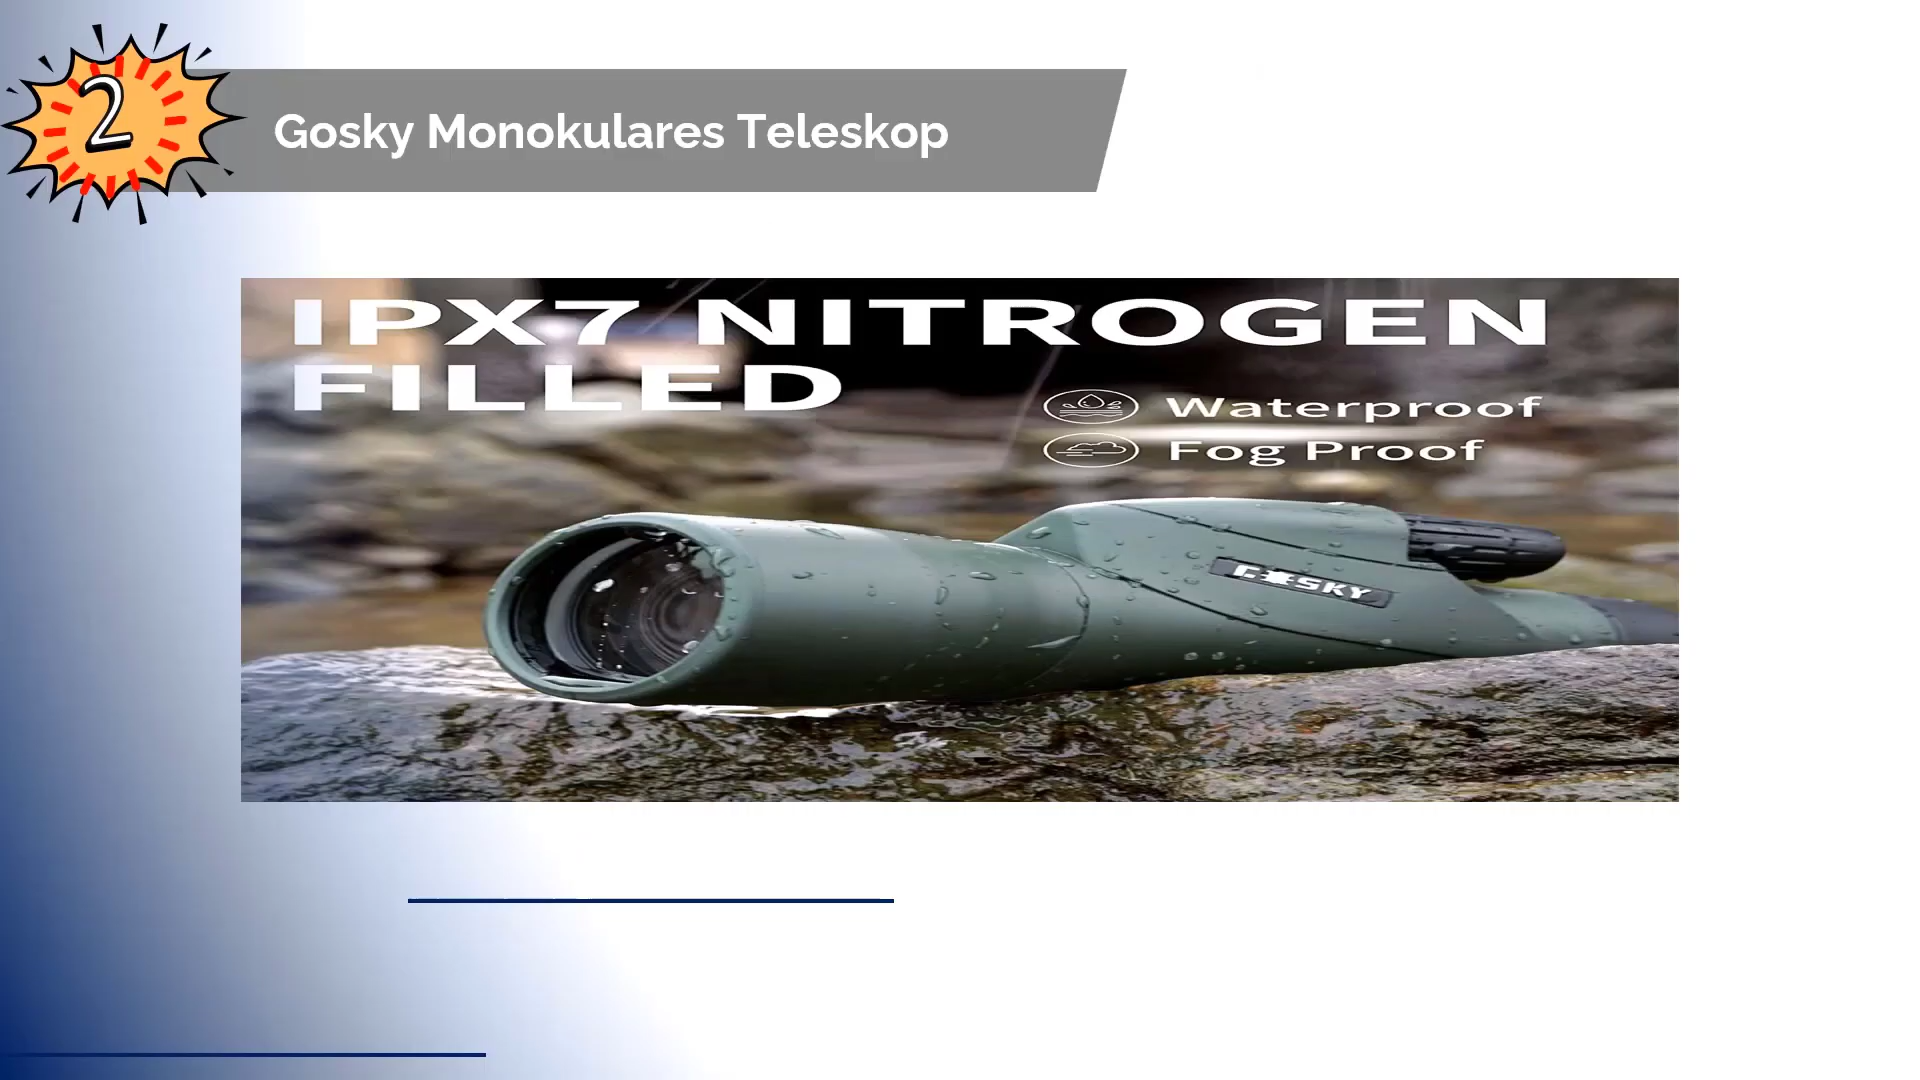 2
Gosky Monokulares Teleskop
IPX7 NITROGEN
FILLED
Waterproof
Fog Proof
GOSKY